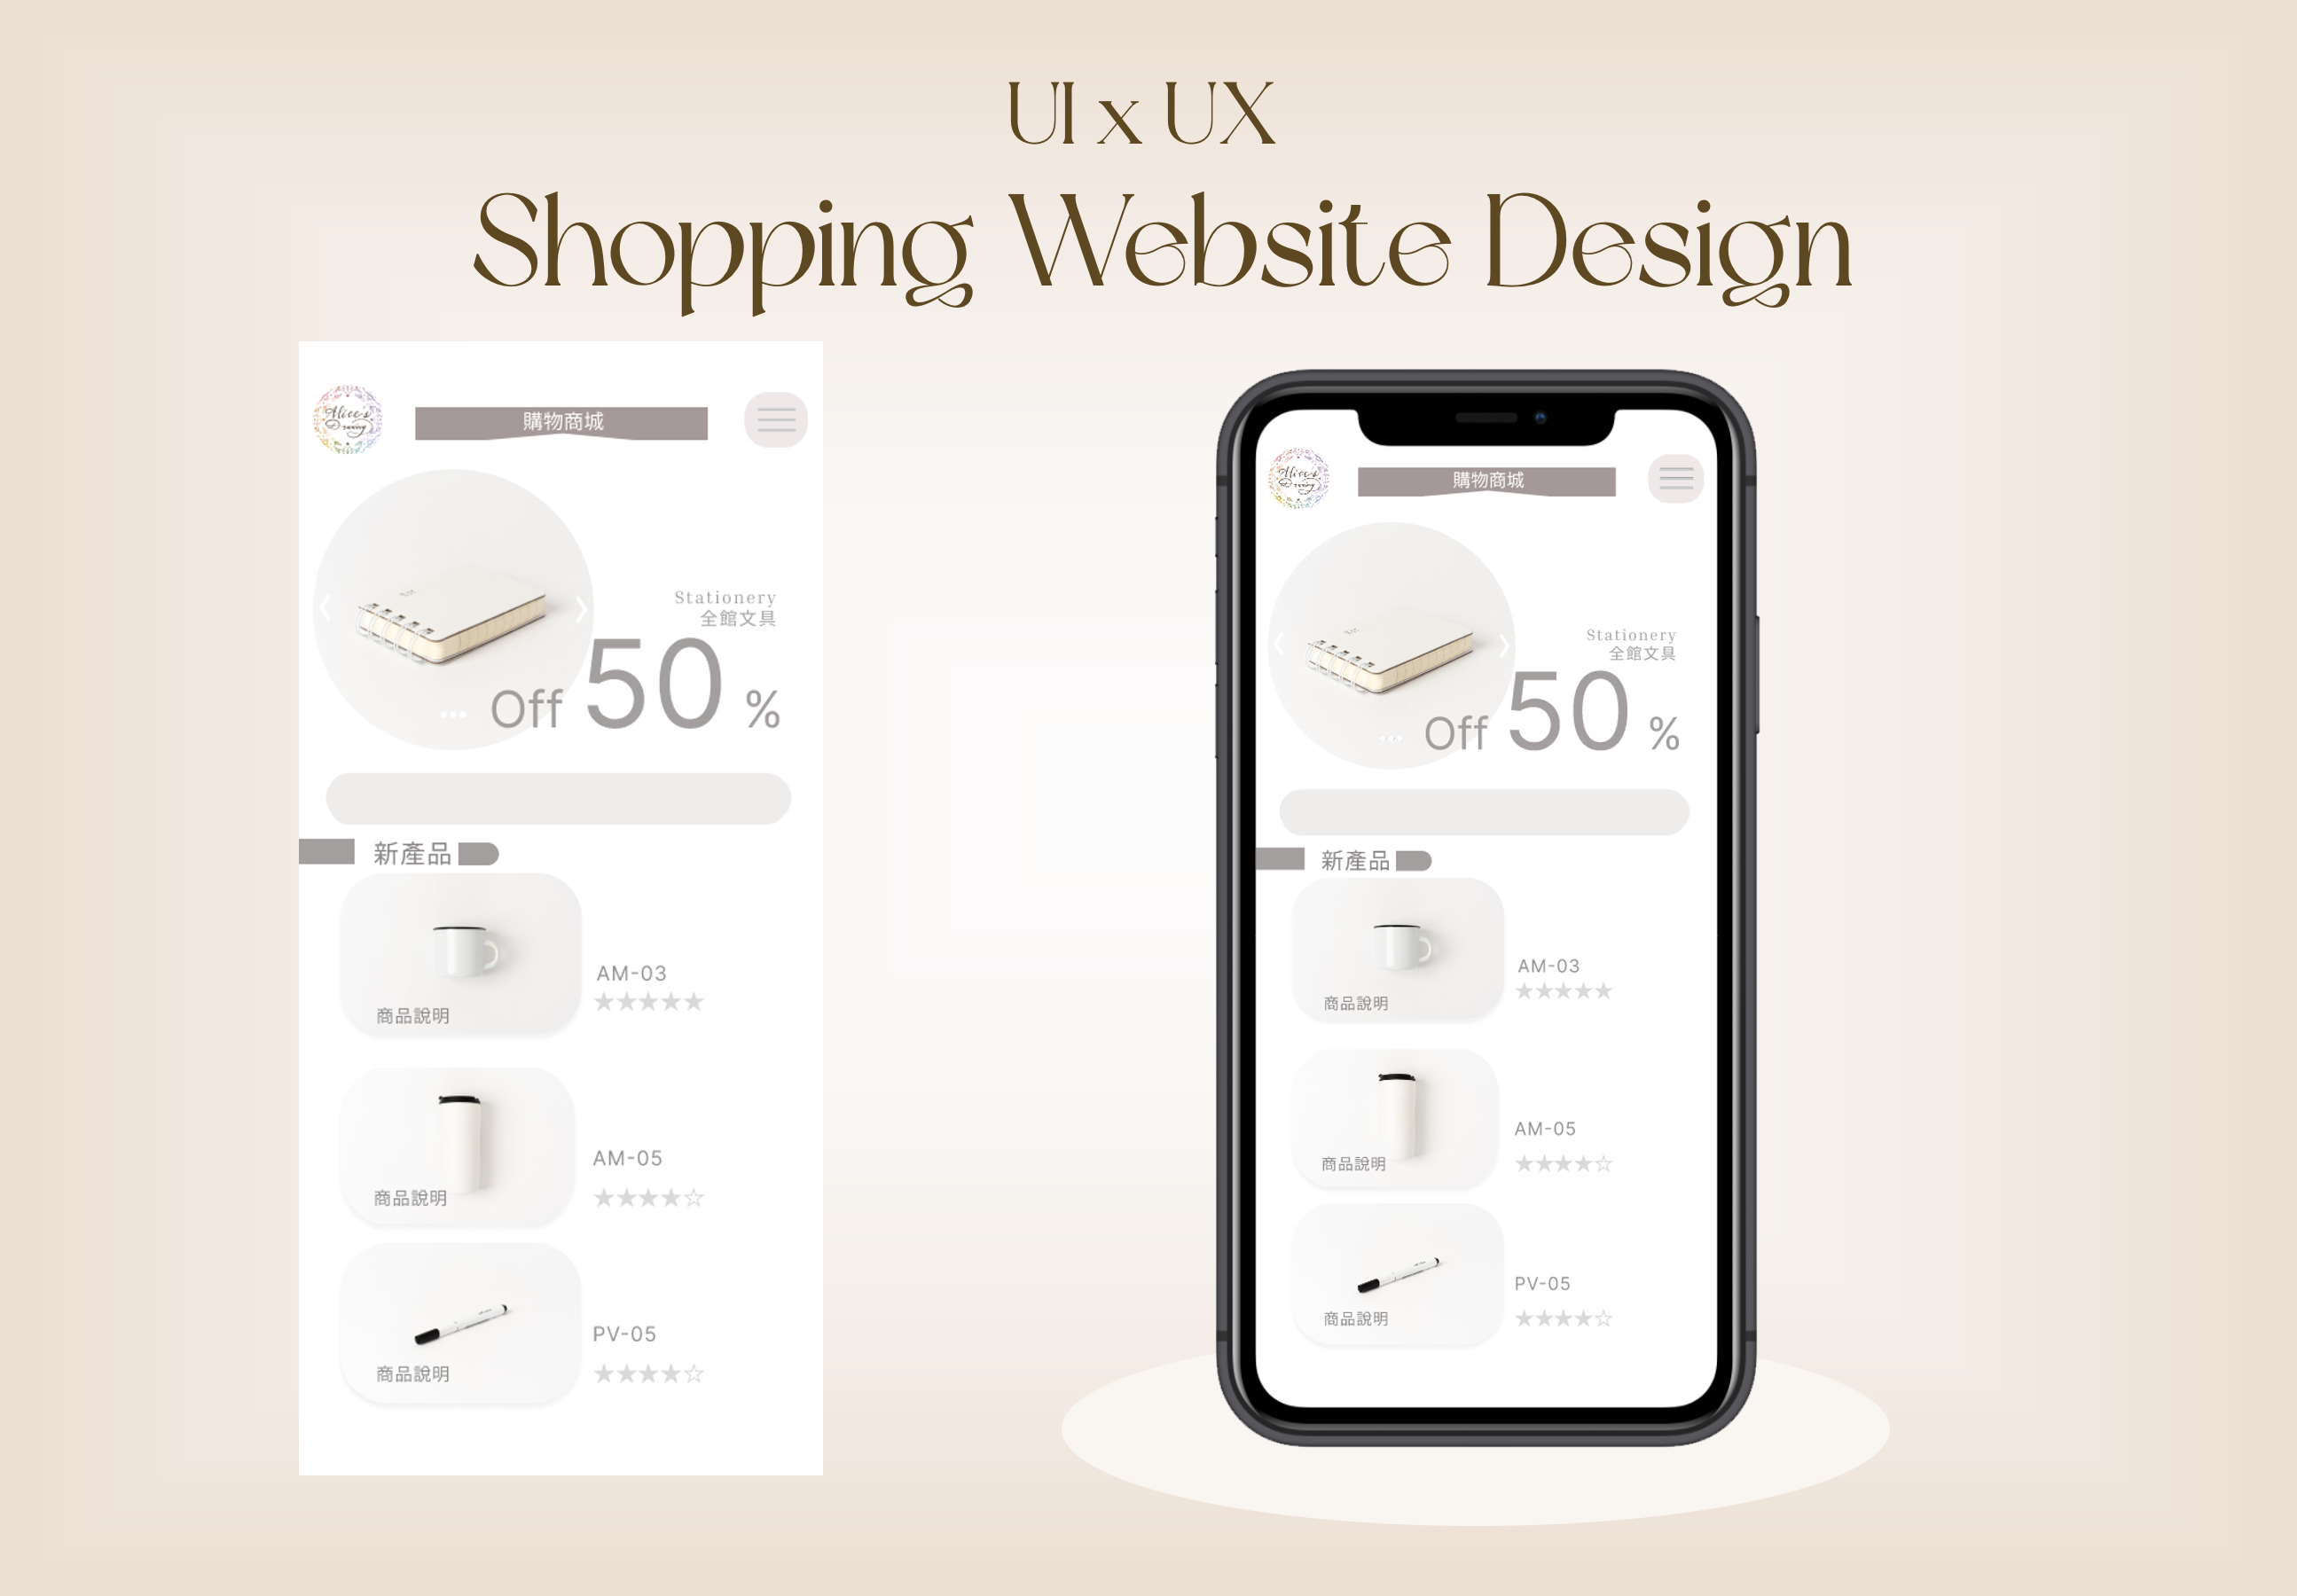 UI x UX
Shopping Website Design
Alice's
購物商城
Stationery
全館文具
Off 50 %
新產品
商品說明
AM-03
★★★★★
商品說明
AM-05
★★★★☆
商品說明
PV-05
★★★★☆
Alice's
購物商城
Stationery
全館文具
Off 50 %
新產品
商品說明
AM-03
★★★★★
商品說明
AM-05
★★★★☆
商品說明
PV-05
★★★★☆